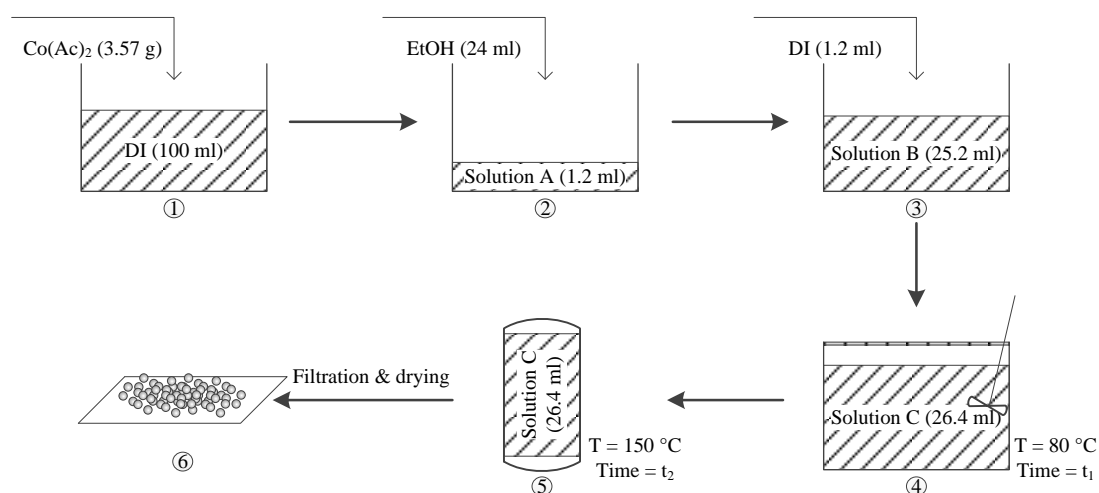 Co(Ac)₂ (3.57 g)
DI (100 ml)
①
EtOH (24 ml)
Solution A (1.2 ml)
②
DI (1.2 ml)
Solution B (25.2 ml)
③
Solution C (26.4 ml)
T = 80 °C
Time = t₁
④
Solution C
(26.4 ml)
T = 150 °C
Time = t₂
⑤
Filtration & drying
⑥